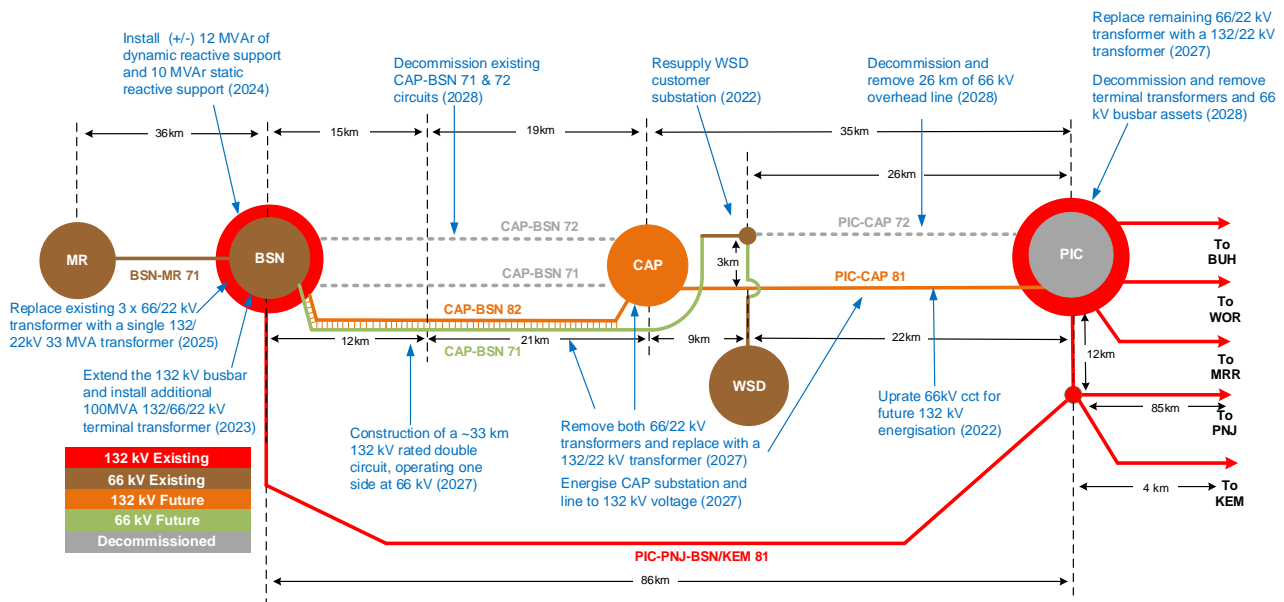 Install (+/-) 12 MVAr of
dynamic reactive support
and 10 MVAr static
reactive support (2024)
Decommission existing
CAP-BSN 71 & 72
circuits (2028)
Resupply WSD
customer
substation (2022)
Decommission and
remove 26 km of 66 kV
overhead line (2028)
Replace remaining 66/22 kV
transformer with a 132/22 kV
transformer (2027)
Decommission and remove
terminal transformers and 66
kV busbar assets (2028)
36km
15km
19km
35km
26km
MR
BSN-MR 71
BSN
CAP-BSN 72
CAP-BSN 71
CAP
3km
PIC-CAP 72
PIC-CAP 81
PIC
To
BUH
To
WOR
To
MRR
To
PNJ
To
KEM
CAP-BSN 82
CAP-BSN 71
12km
21km
9km
22km
12km
85km
4 km
WSD
Replace existing 3 x 66/22 kV
transformer with a single 132/
22kV 33 MVA transformer (2025)
Extend the 132 kV busbar
and install additional
100MVA 132/66/22 kV
terminal transformer (2023)
Construction of a ~33 km
132 kV rated double
circuit, operating one
side at 66 kV (2027)
Remove both 66/22 kV
transformers and replace with a
132/22 kV transformer (2027)
Energise CAP substation and
line to 132 kV voltage (2027)
Uprate 66kV cct for
future 132 kV
energisation (2022)
132 kV Existing
66 kV Existing
132 kV Future
66 kV Future
Decommissioned
PIC-PNJ-BSN/KEM 81
86km